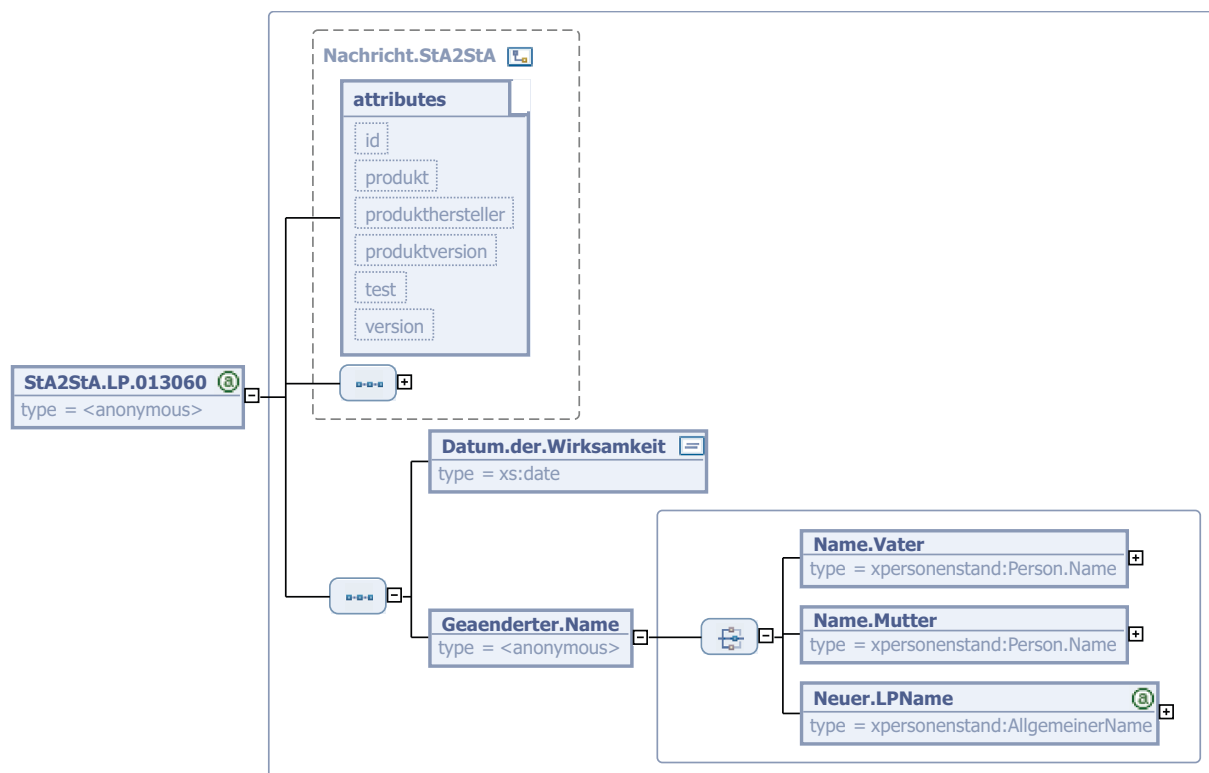 Nachricht.StA2StA
attributes
id
produkt
produkthersteller
produktversion
test
version
StA2StA.LP.013060
type = <anonymous>
Datum.der.Wirksamkeit
type = xs:date
Geaenderter.Name
type = <anonymous>
Name.Vater
type = xpersonenstand:Person.Name
Name.Mutter
type = xpersonenstand:Person.Name
Neuer.LPName
type = xpersonenstand:AllgemeinerName